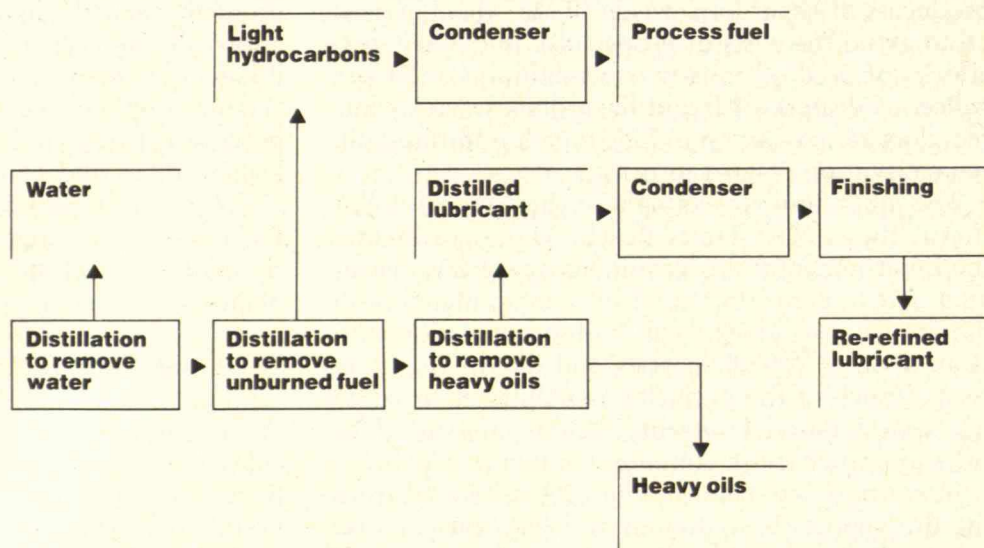 Light
hydrocarbons
Condenser
Process fuel
Water
Distilled
lubricant
Condenser
Finishing
Distillation
to remove
water
Distillation
to remove
unburned fuel
Distillation
to remove
heavy oils
Re-refined
lubricant
Heavy oils